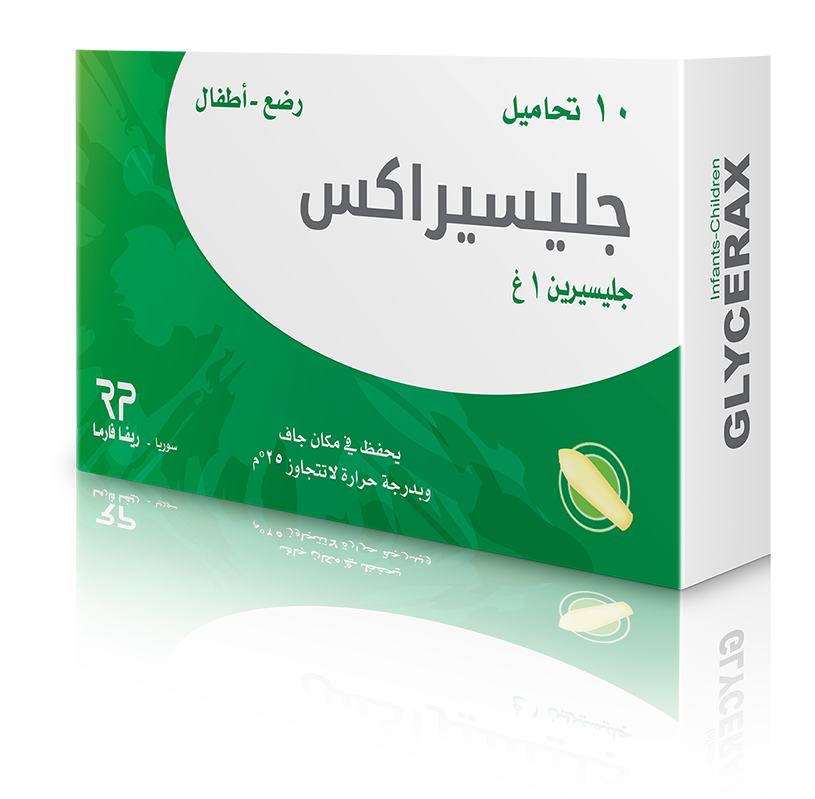 ١٠ تحاميل
رضع - أطفال
جليسيراكس
جليسيرين ١ غ
يحفظ في مكان جاف
وبدرجة حرارة لاتتجاوز ٢٥°م
RP
ريفا فارما - سوريا
Infants-Children
GLYCERAX